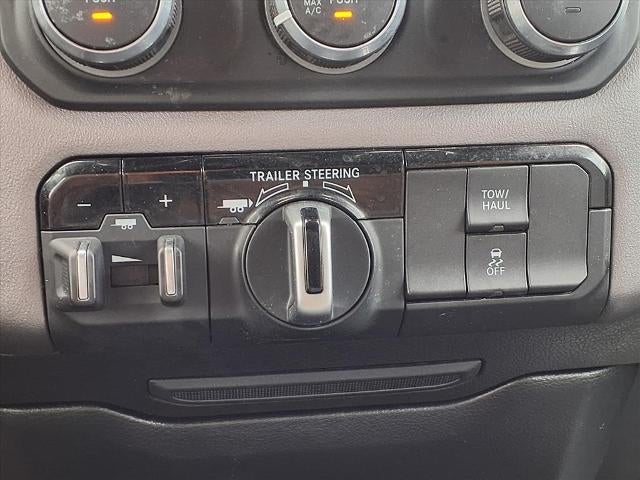 PUSH
MAX
A/C
PUSH
TRAILER STEERING
- +
TOW/
HAUL
OFF